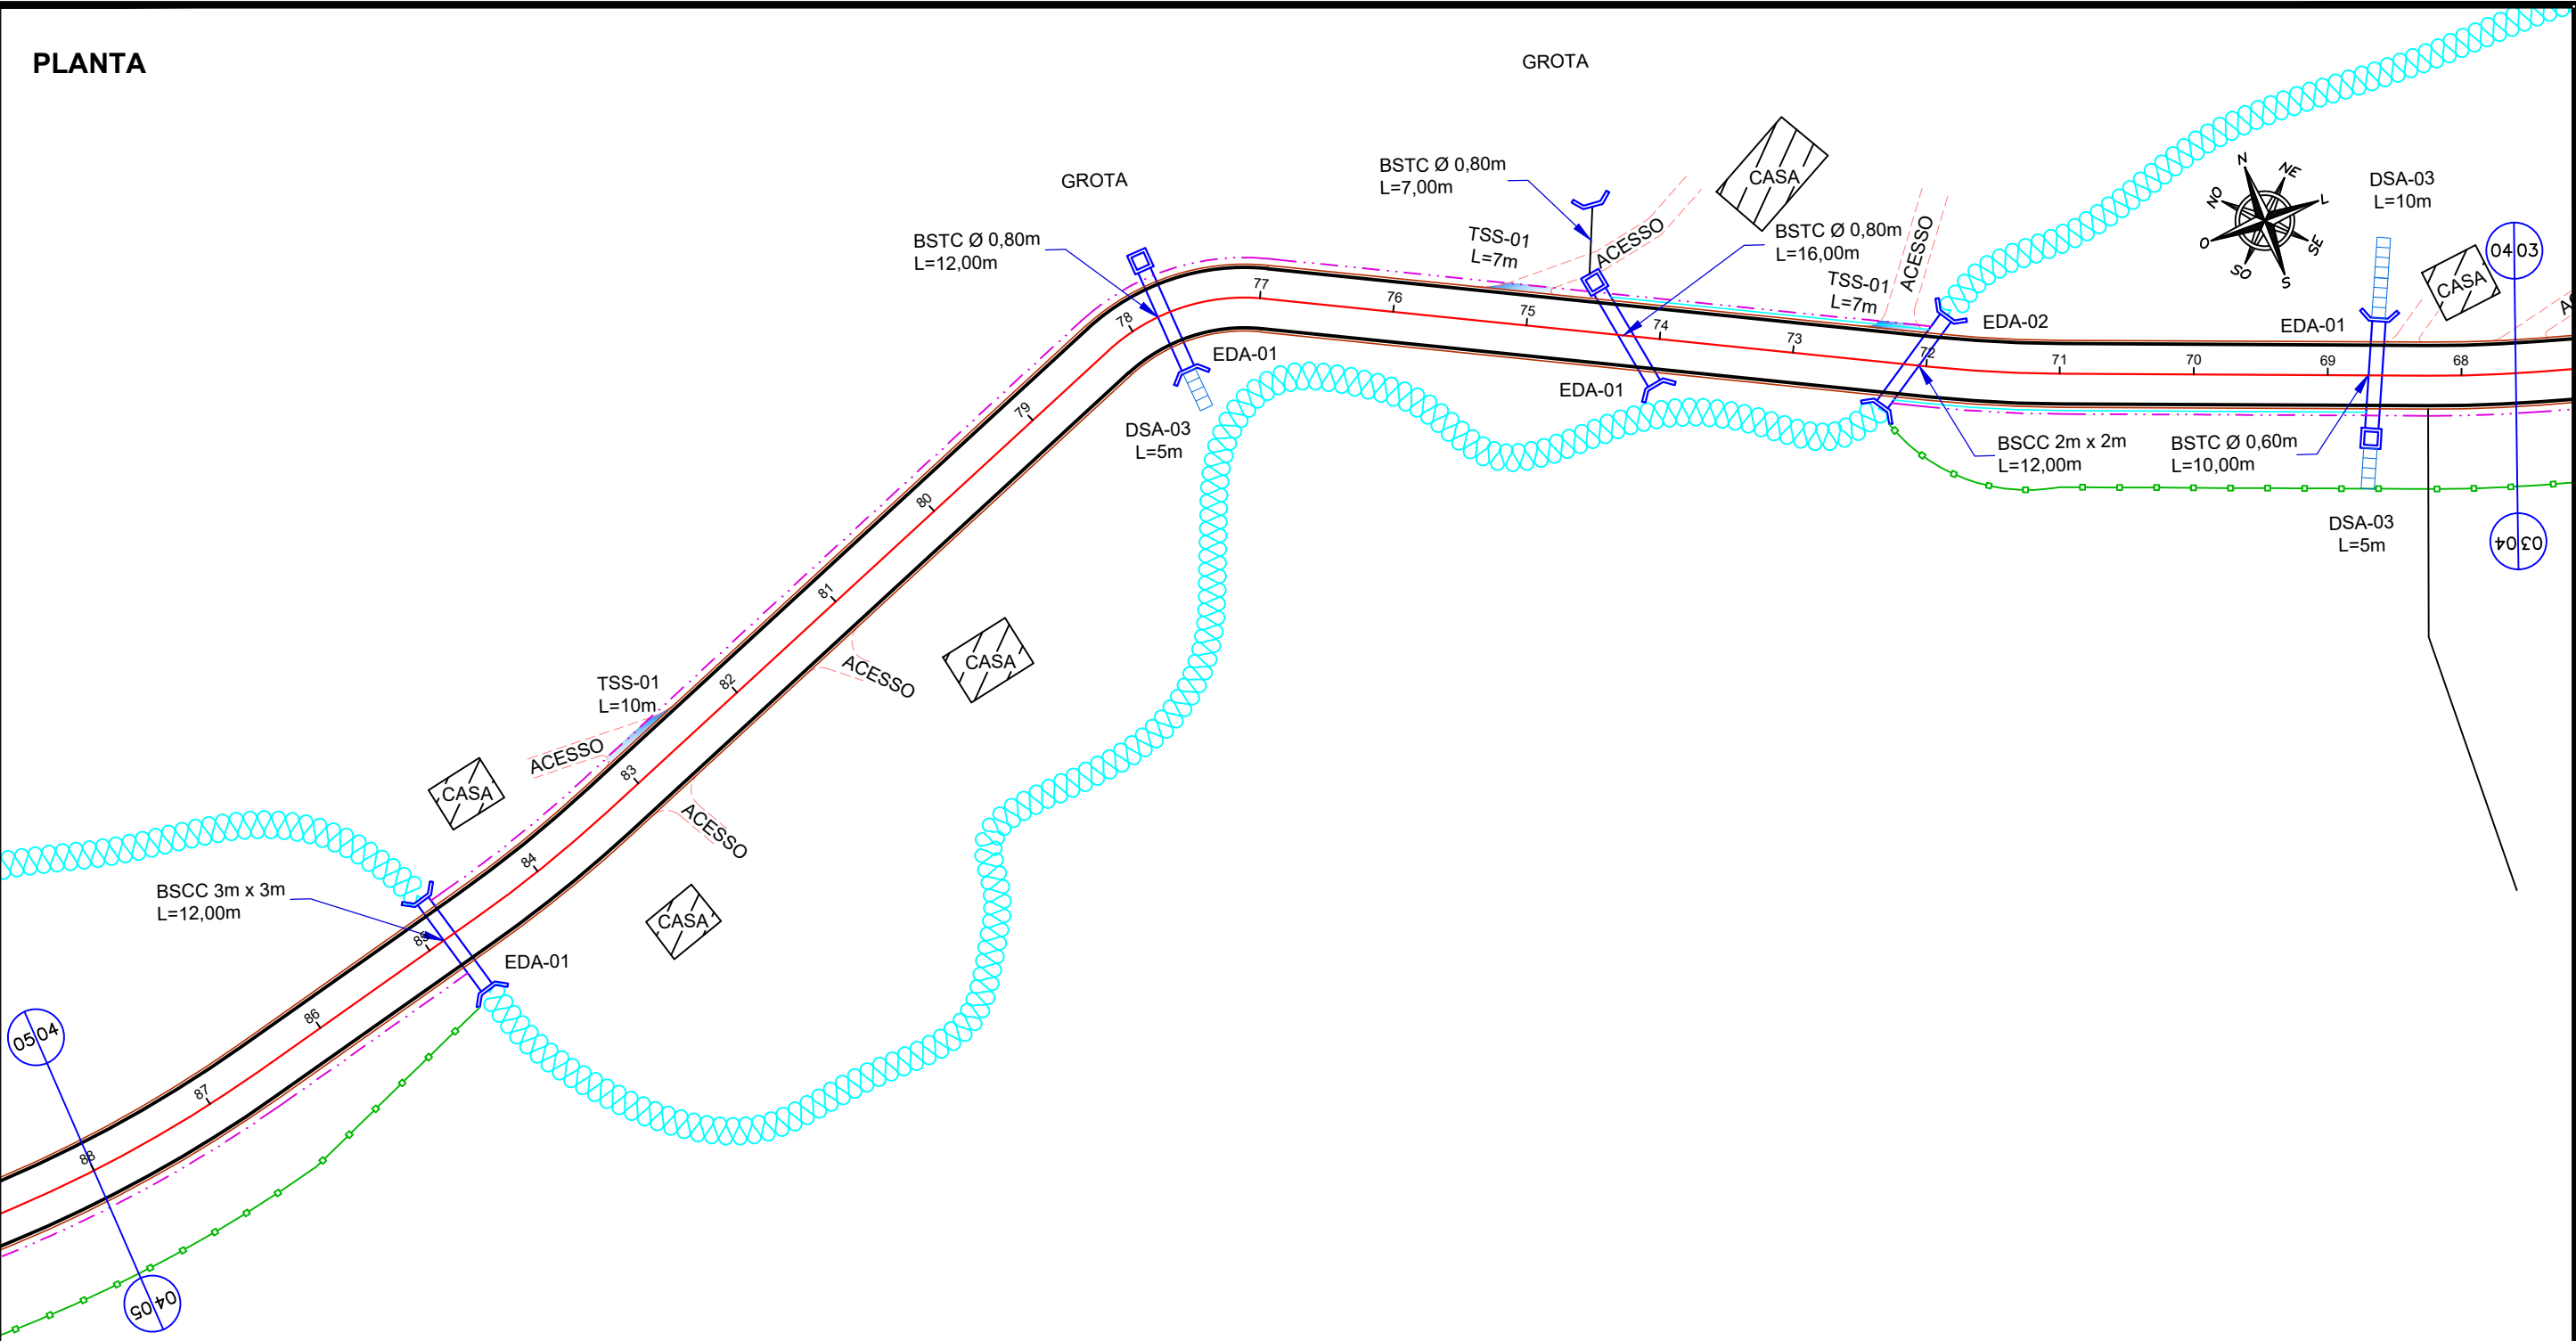 PLANTA
GROTA
GROTA
BSTC Ø 0,80m
L=12,00m
BSTC Ø 0,80m
L=7,00m
CASA
ACESSO
TSS-01
L=7m
BSTC Ø 0,80m
L=16,00m
TSS-01
L=7m
ACESSO
N
NE
L
SE
S
SO
O
NO
DSA-03
L=10m
CASA
04 03
EDA-02
EDA-01
77
76
75
74
73
72
71
70
69
68
78
EDA-01
EDA-01
DSA-03
L=5m
BSCC 2m x 2m
L=12,00m
BSTC Ø 0,60m
L=10,00m
DSA-03
L=5m
03 04
79
80
81
82
83
84
85
86
87
88
ACESSO
CASA
TSS-01
L=10m
ACESSO
CASA
ACESSO
CASA
BSCC 3m x 3m
L=12,00m
EDA-01
05 04
04 05